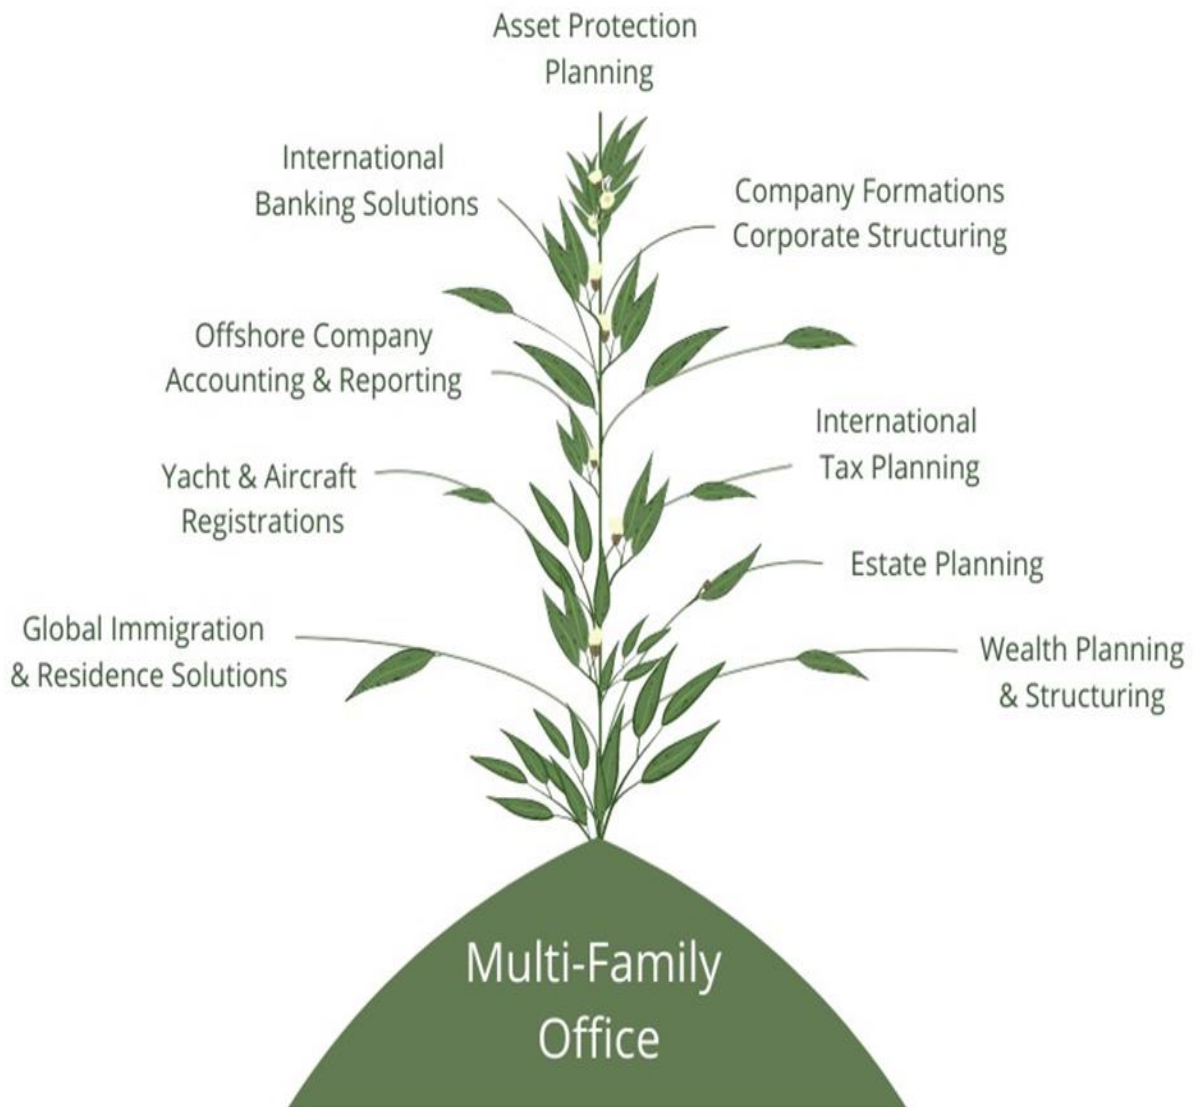 Asset Protection
Planning
International
Banking Solutions
Company Formations
Corporate Structuring
Offshore Company
Accounting & Reporting
International
Tax Planning
Yacht & Aircraft
Registrations
Estate Planning
Global Immigration
& Residence Solutions
Wealth Planning
& Structuring
Multi-Family
Office